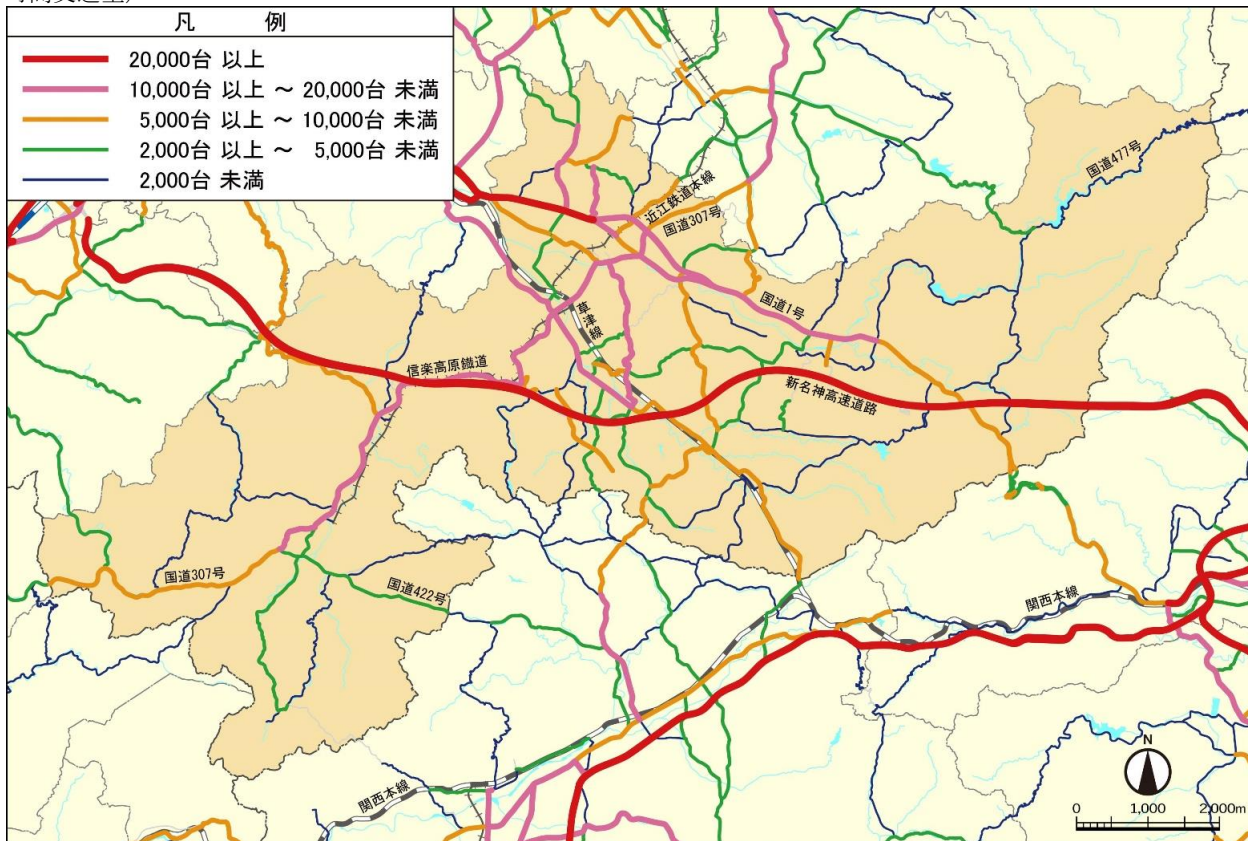 凡 例
20,000台 以上
10,000台 以上 ～ 20,000台 未満
5,000台 以上 ～ 10,000台 未満
2,000台 以上 ～ 5,000台 未満
2,000台 未満
国道477号
近江鉄道本線
国道307号
国道1号
草津線
信楽高原鐵道
新名神高速道路
国道307号
国道422号
関西本線
関西本線
N
0 1,000 2,000m